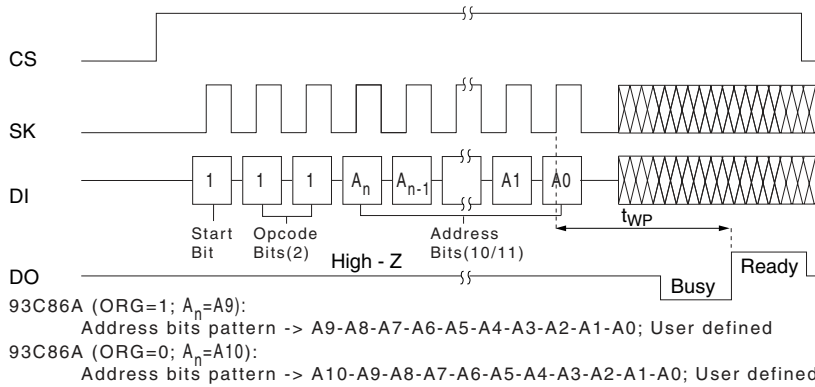 CS
SK
DI
1 1 1 An An-1 A1 A0
tWP
Start Bit
Opcode Bits(2)
Address Bits(10/11)
High - Z
DO
Busy
Ready
93C86A (ORG=1; An=A9):
Address bits pattern -> A9-A8-A7-A6-A5-A4-A3-A2-A1-A0; User defined
93C86A (ORG=0; An=A10):
Address bits pattern -> A10-A9-A8-A7-A6-A5-A4-A3-A2-A1-A0; User defined